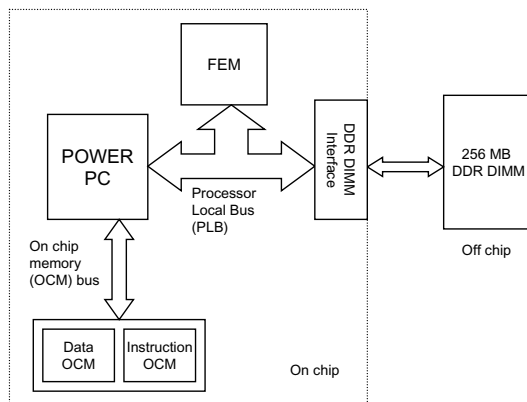 FEM
POWER
PC
DDR DIMM
Interface
256 MB
DDR DIMM
Processor
Local Bus
(PLB)
On chip
memory
(OCM) bus
Off chip
Data
OCM
Instruction
OCM
On chip